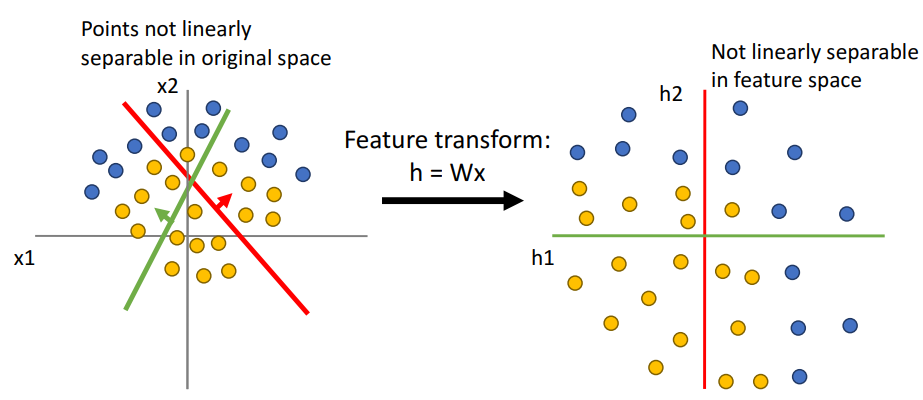 Points not linearly
separable in original space
x2
x1
Feature transform:
h = Wx
Not linearly separable
in feature space
h2
h1